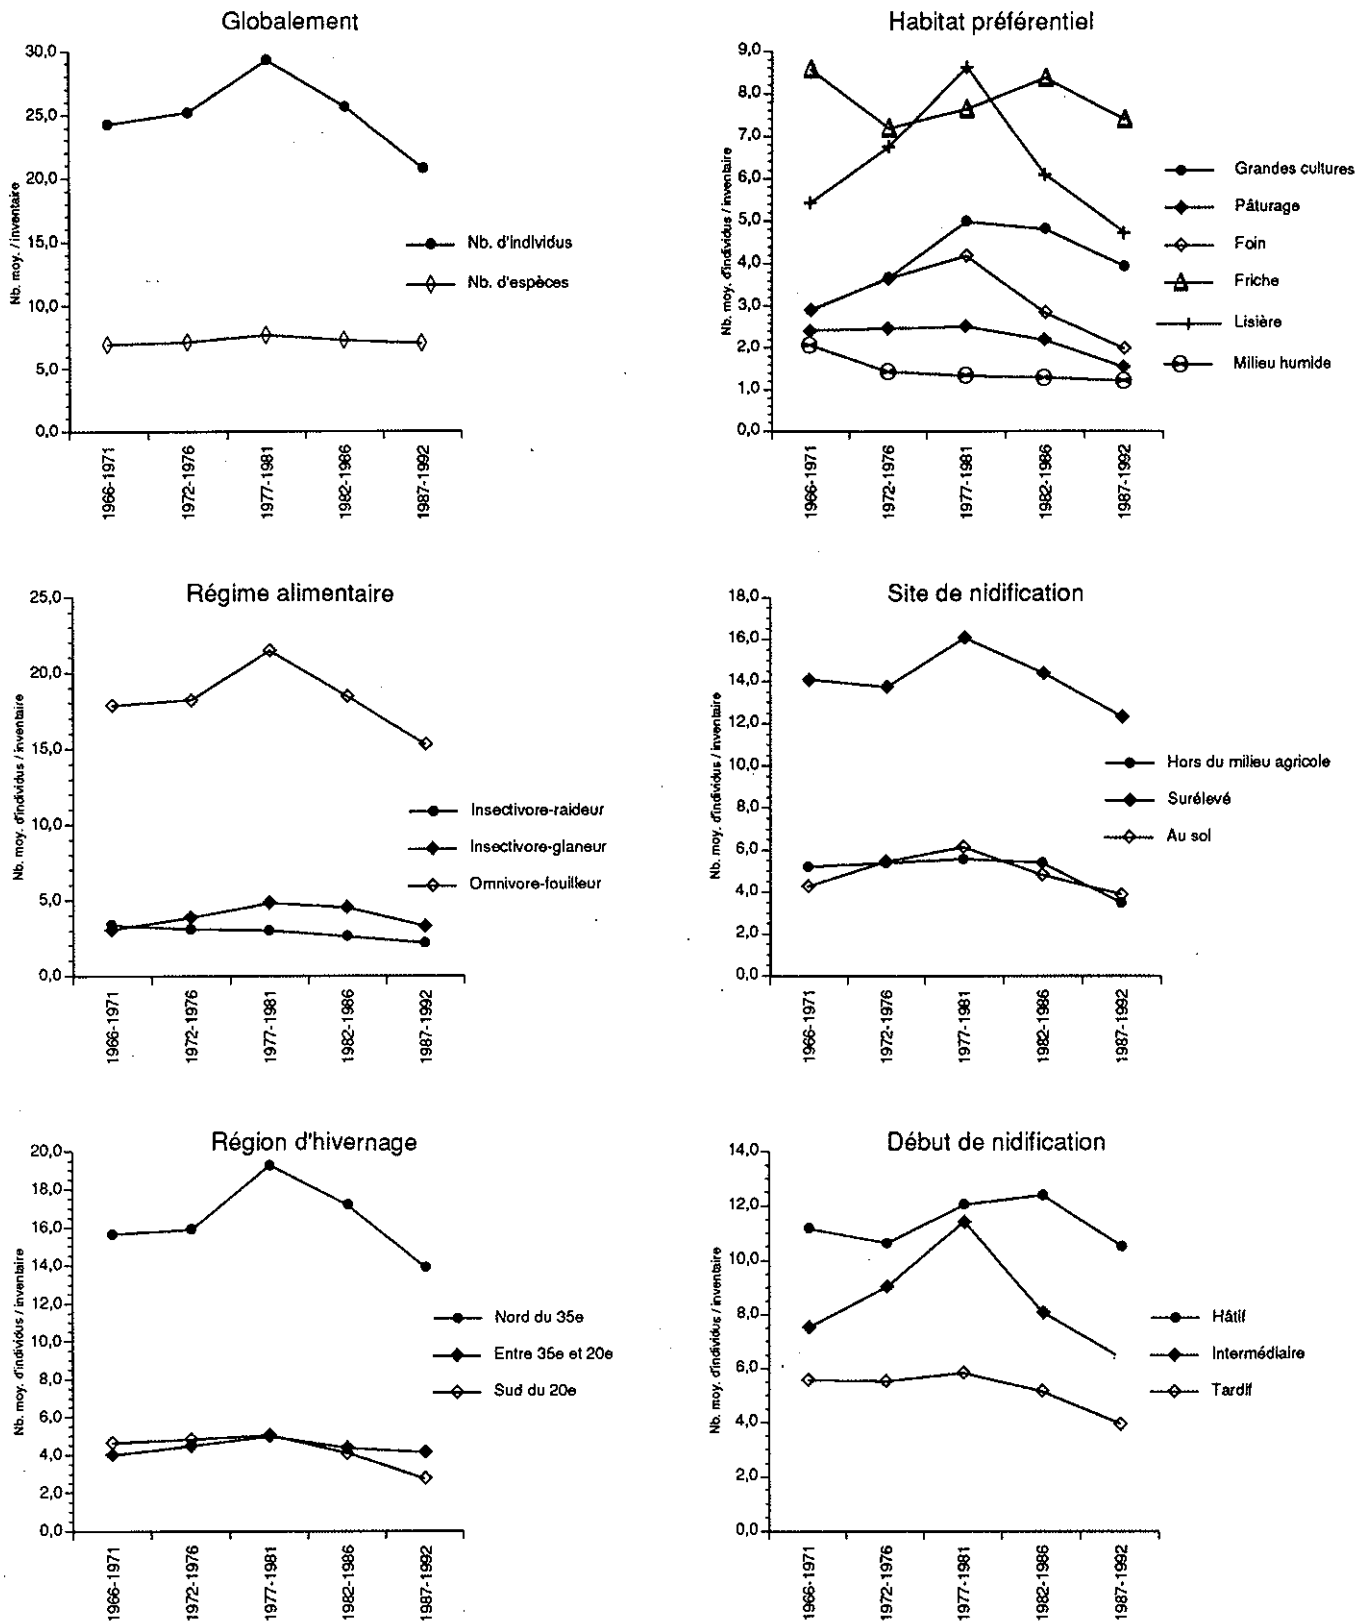 Globalement
Nb. moy. / inventaire
30,0
25,0
20,0
15,0
10,0
5,0
0,0
Nb. d'individus
Nb. d'espèces
1966-1971
1972-1976
1977-1981
1982-1986
1987-1992
Habitat préférentiel
Nb. moy. d'individus / inventaire
9,0
8,0
7,0
6,0
5,0
4,0
3,0
2,0
1,0
0,0
Grandes cultures
Pâturage
Foin
Friche
Lisière
Milieu humide
1966-1971
1972-1976
1977-1981
1982-1986
1987-1992
Régime alimentaire
Nb. moy. d'individus / inventaire
25,0
20,0
15,0
10,0
5,0
0,0
Insectivore-raideur
Insectivore-glaneur
Omnivore-fouilleur
1966-1971
1972-1976
1977-1981
1982-1986
1987-1992
Site de nidification
Nb. moy. d'individus / inventaire
18,0
16,0
14,0
12,0
10,0
8,0
6,0
4,0
2,0
0,0
Hors du milieu agricole
Surélevé
Au sol
1966-1971
1972-1976
1977-1981
1982-1986
1987-1992
Région d'hivernage
Nb. moy. d'individus / inventaire
20,0
18,0
16,0
14,0
12,0
10,0
8,0
6,0
4,0
2,0
0,0
Nord du 35e
Entre 35e et 20e
Sud du 20e
1966-1971
1972-1976
1977-1981
1982-1986
1987-1992
Début de nidification
Nb. moy. d'individus / inventaire
14,0
12,0
10,0
8,0
6,0
4,0
2,0
0,0
Hâtif
Intermédiaire
Tardif
1966-1971
1972-1976
1977-1981
1982-1986
1987-1992